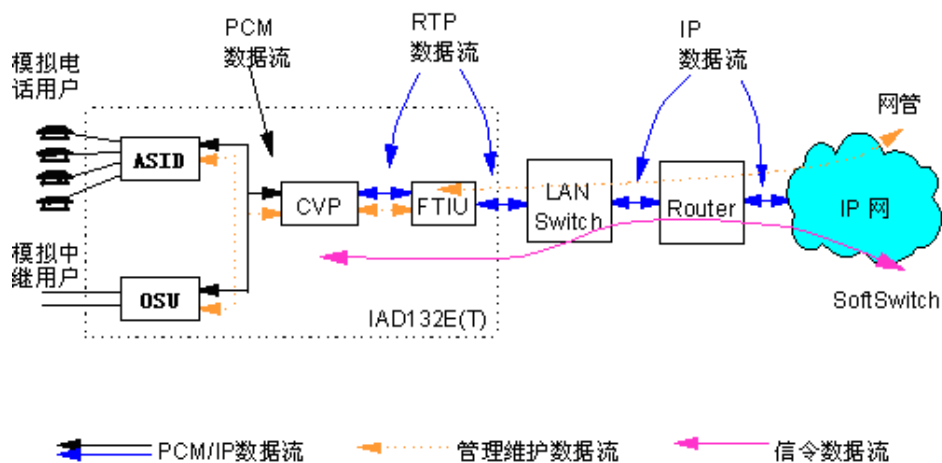 PCM
数据流
RTP
数据流
IP
数据流
模拟电
话用户
网管
ASID
CVP
FTIU
LAN
Switch
Router
IP 网
模拟中
继用户
OSU
IAD132E(T)
SoftSwitch
PCM/IP数据流
管理维护数据流
信令数据流